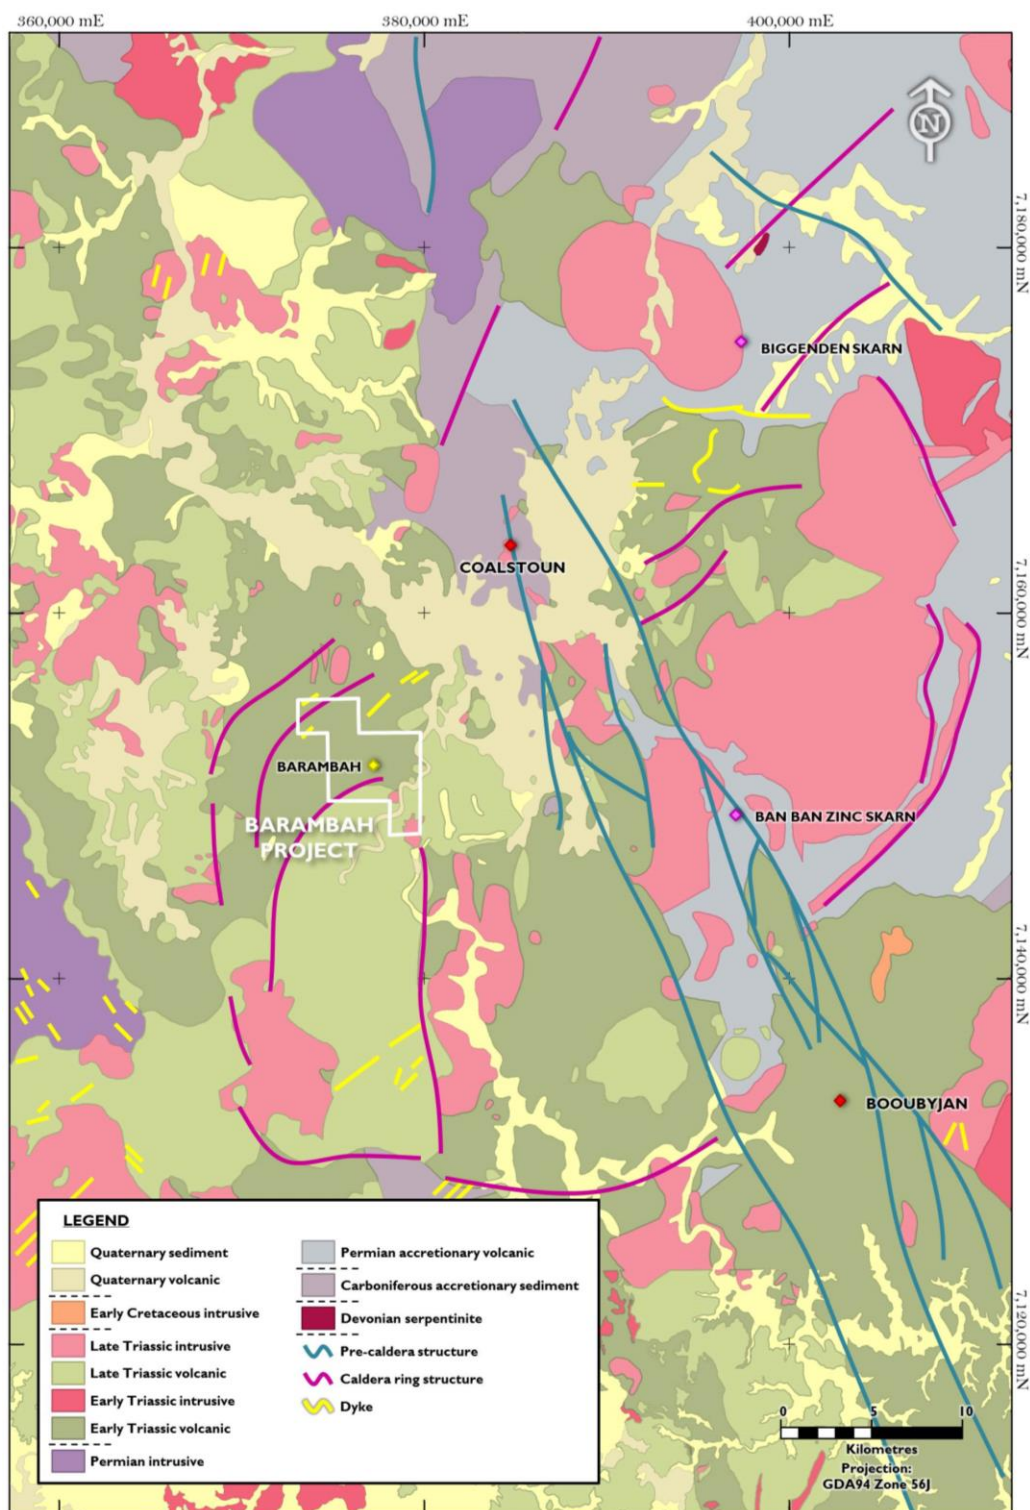 360,000 mE
380,000 mE
400,000 mE
N
7,180,000 mN
BIGGENDEN SKARN
COALSTOUN
7,160,000 mN
BARAMBAH
BARAMBAH
PROJECT
BAN BAN ZINC SKARN
7,140,000 mN
BOOUBYJAN
7,120,000 mN
LEGEND
Quaternary sediment
Quaternary volcanic
Early Cretaceous intrusive
Late Triassic intrusive
Late Triassic volcanic
Early Triassic intrusive
Early Triassic volcanic
Permian intrusive
Permian accretionary volcanic
Carboniferous accretionary sediment
Devonian serpentinite
Pre-caldera structure
Caldera ring structure
Dyke
0 5 10
Kilometres
Projection:
GDA94 Zone 56J